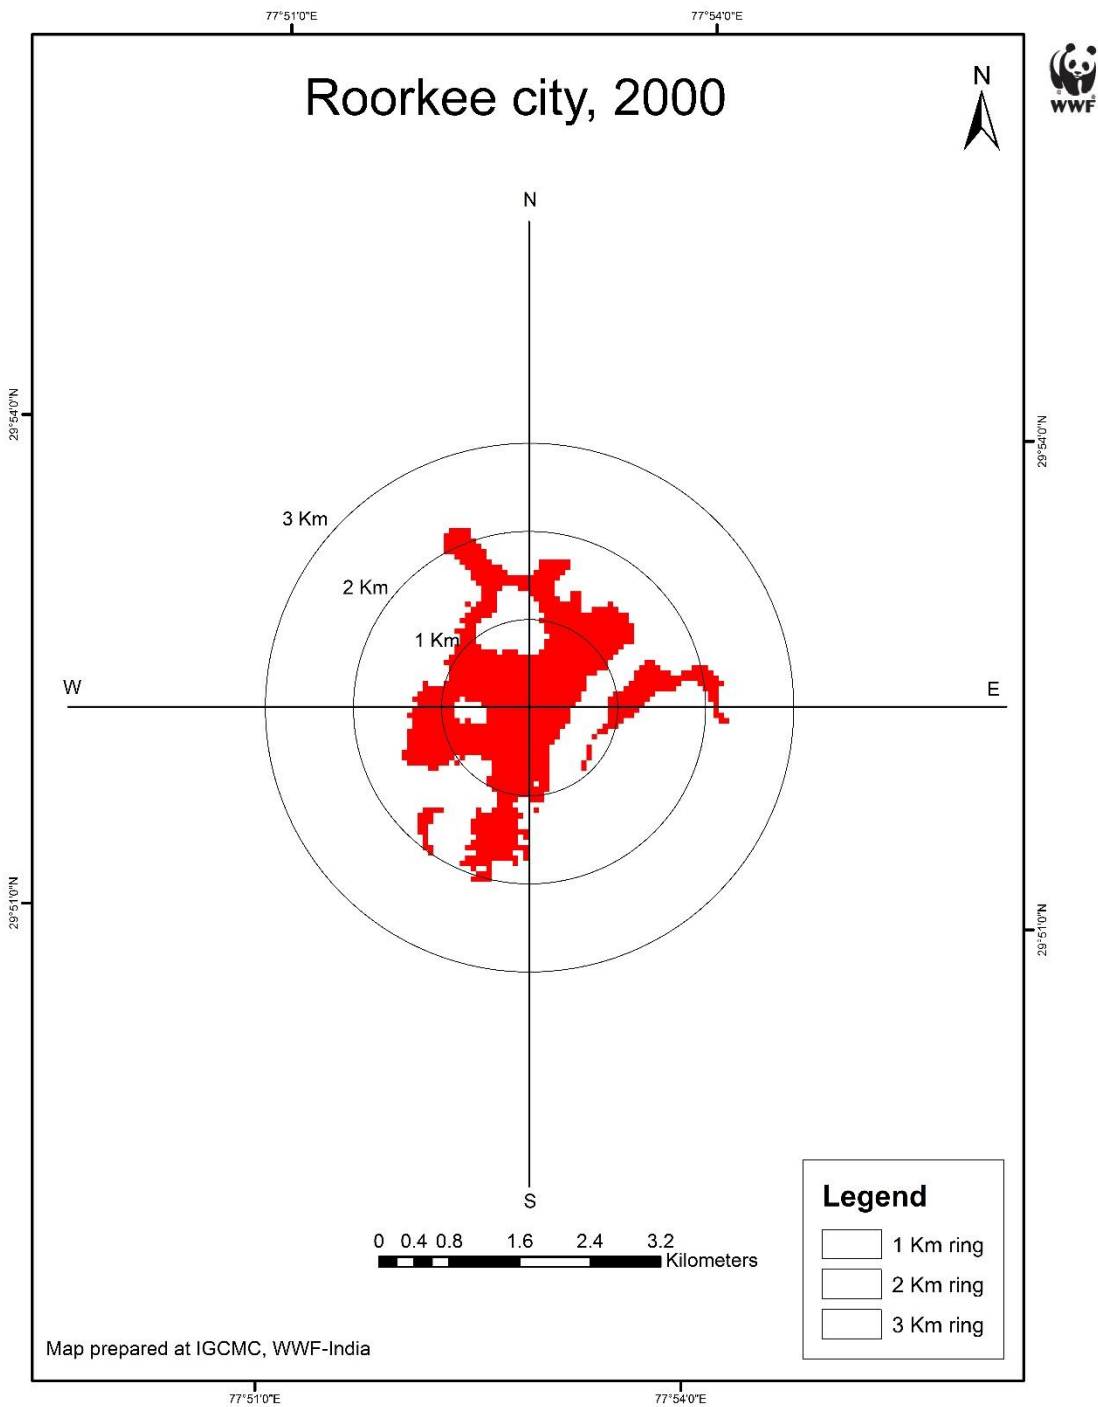 77°51'0"E 77°54'0"E
Roorkee city, 2000
N
WWF
N
29°54'0"N
29°54'0"N
3 Km
2 Km
1 Km
W E
29°51'0"N
29°51'0"N
S
0 0.4 0.8 1.6 2.4 3.2
Kilometers
Legend
1 Km ring
2 Km ring
3 Km ring
Map prepared at IGCMC, WWF-India
77°51'0"E 77°54'0"E